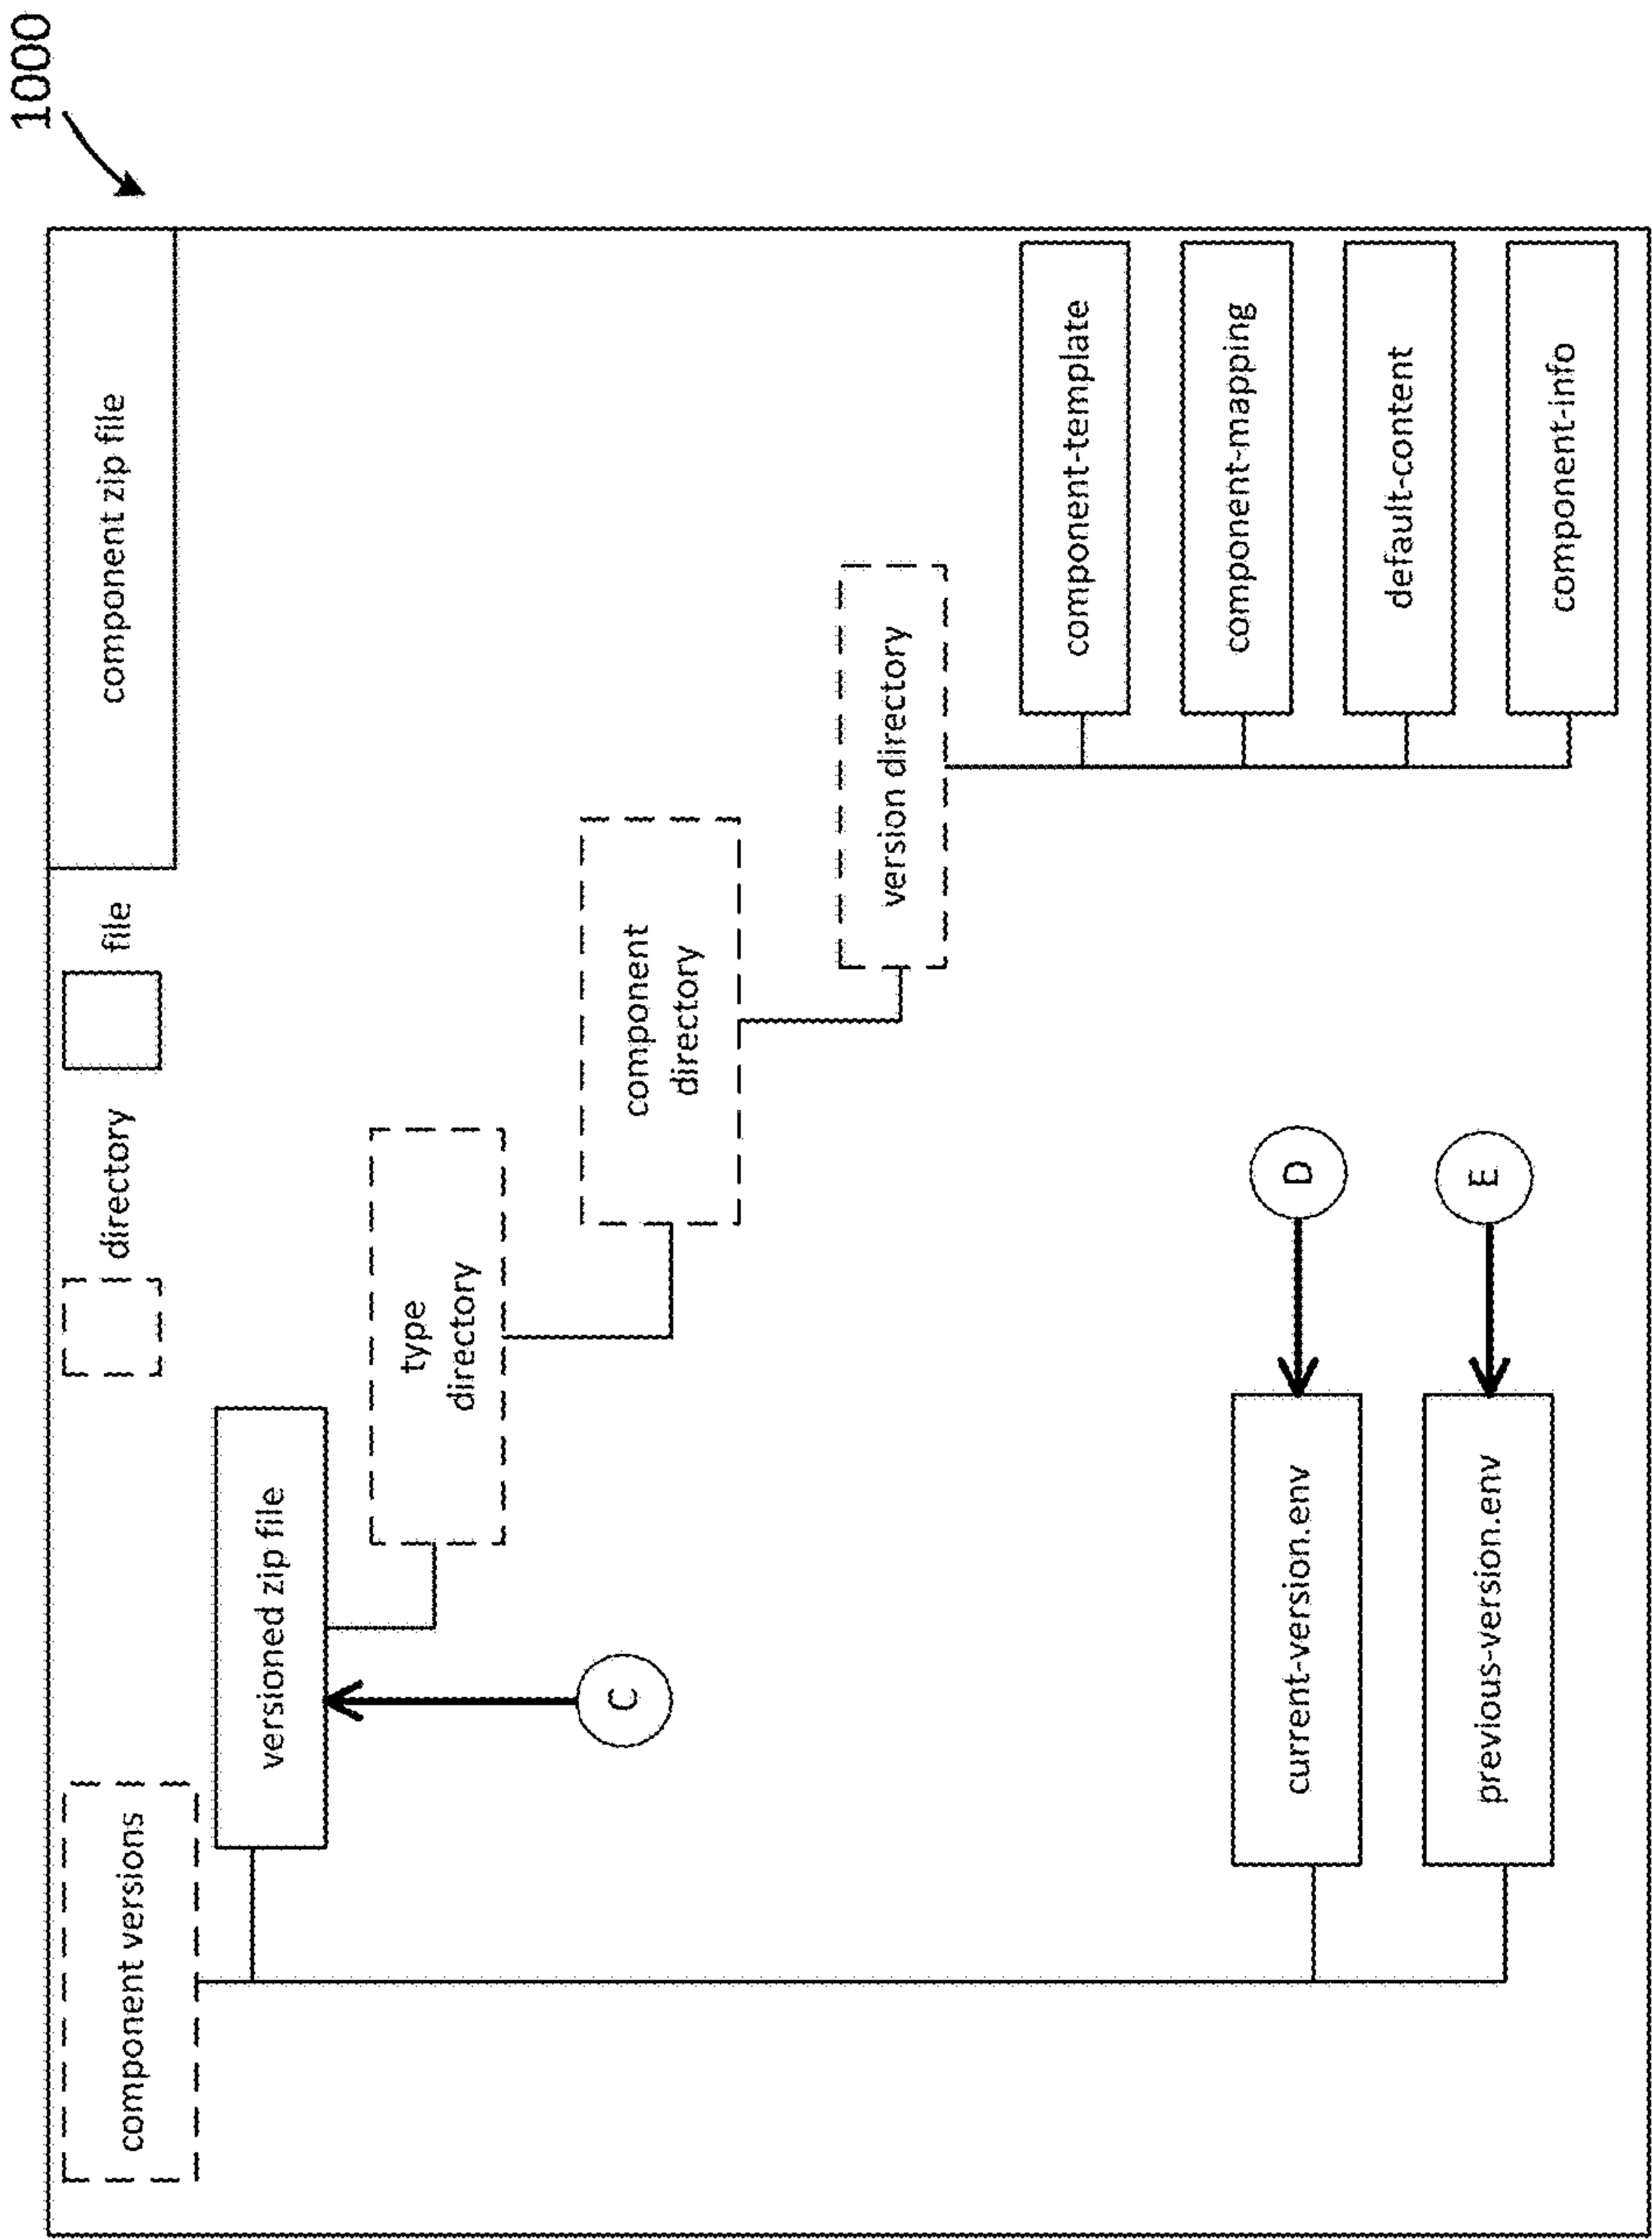 1000
component versions
directory
file
component zip file
versioned zip file
type
directory
C
component
directory
version directory
component-template
component-mapping
default-content
component-info
current-version.env
D
previous-version.env
E